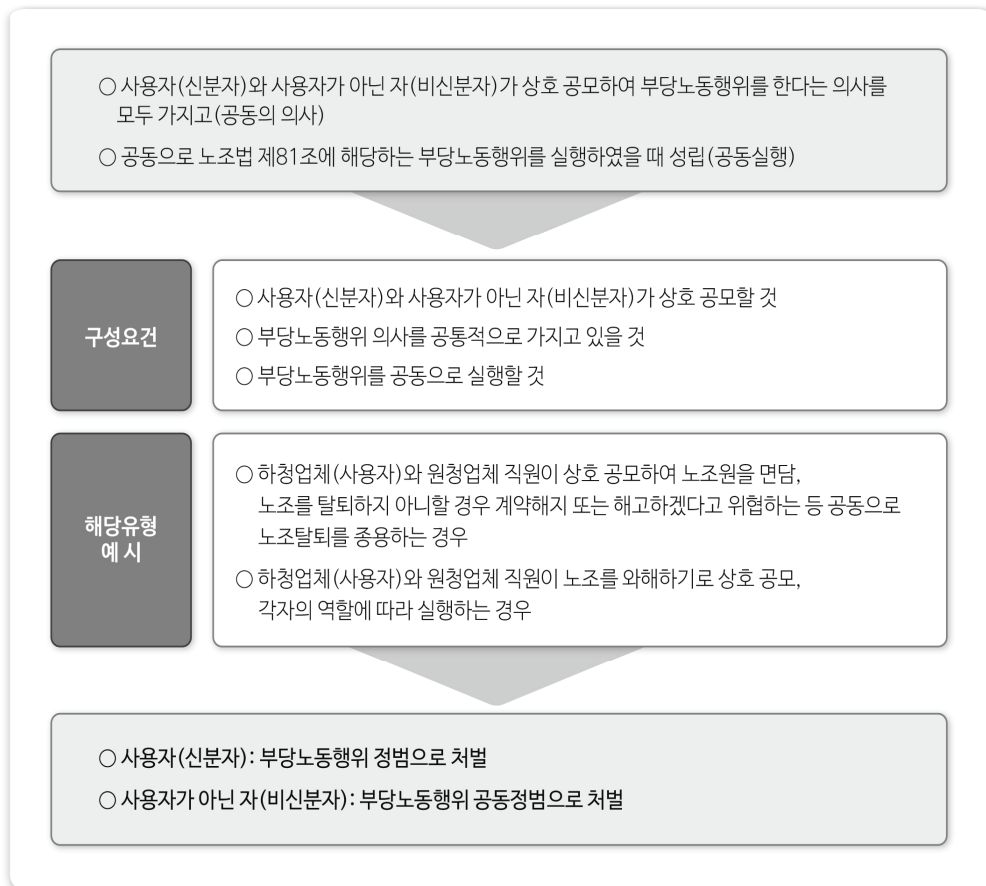 ○ 사용자(신분자)와 사용자가 아닌 자(비신분자)가 상호 공모하여 부당노동행위를 한다는 의사를
모두 가지고(공동의 의사)
○ 공동으로 노조법 제81조에 해당하는 부당노동행위를 실행하였을 때 성립(공동실행)
구성요건
○ 사용자(신분자)와 사용자가 아닌 자(비신분자)가 상호 공모할 것
○ 부당노동행위 의사를 공통적으로 가지고 있을 것
○ 부당노동행위를 공동으로 실행할 것
해당유형
예 시
○ 하청업체(사용자)와 원청업체 직원이 상호 공모하여 노조원을 면담,
노조를 탈퇴하지 아니할 경우 계약해지 또는 해고하겠다고 위협하는 등 공동으로
노조탈퇴를 종용하는 경우
○ 하청업체(사용자)와 원청업체 직원이 노조를 와해하기로 상호 공모,
각자의 역할에 따라 실행하는 경우
○ 사용자(신분자): 부당노동행위 정범으로 처벌
○ 사용자가 아닌 자(비신분자): 부당노동행위 공동정범으로 처벌